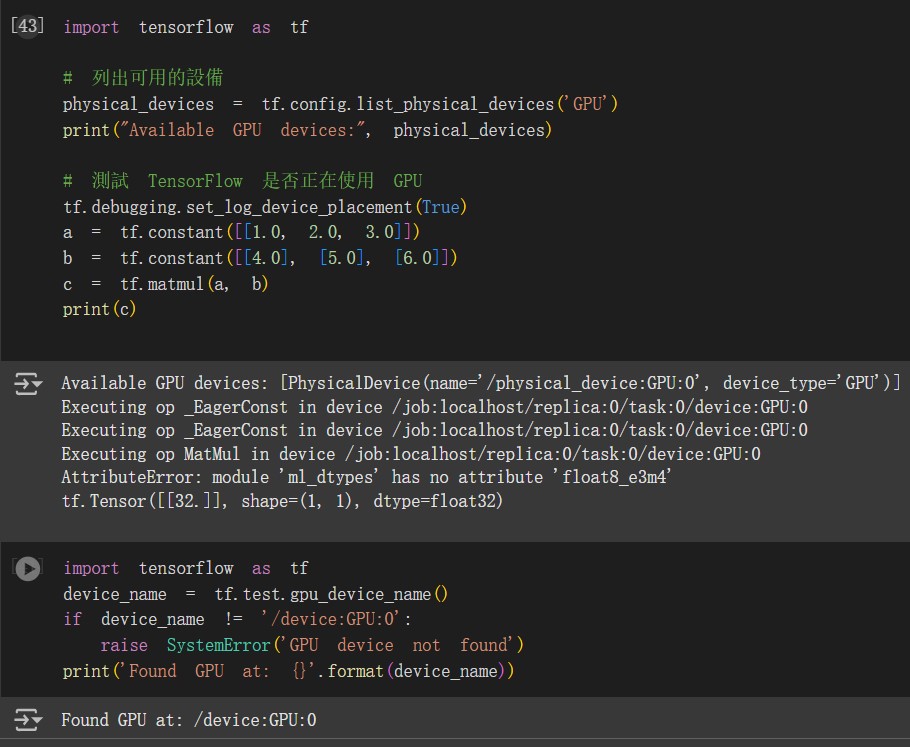 [43]
import tensorflow as tf
# 列出可用的設備
physical_devices = tf.config.list_physical_devices('GPU')
print("Available GPU devices:", physical_devices)
# 測試 TensorFlow 是否正在使用 GPU
tf.debugging.set_log_device_placement(True)
a = tf.constant([[1.0, 2.0, 3.0]])
b = tf.constant([[4.0], [5.0], [6.0]])
c = tf.matmul(a, b)
print(c)
Available GPU devices: [PhysicalDevice(name='/physical_device:GPU:0', device_type='GPU')]
Executing op _EagerConst in device /job:localhost/replica:0/task:0/device:GPU:0
Executing op _EagerConst in device /job:localhost/replica:0/task:0/device:GPU:0
Executing op MatMul in device /job:localhost/replica:0/task:0/device:GPU:0
AttributeError: module 'ml_dtypes' has no attribute 'float8_e3m4'
tf.Tensor([[32.]], shape=(1, 1), dtype=float32)
import tensorflow as tf
device_name = tf.test.gpu_device_name()
if device_name != '/device:GPU:0':
    raise SystemError('GPU device not found')
print('Found GPU at: {}'.format(device_name))
Found GPU at: /device:GPU:0